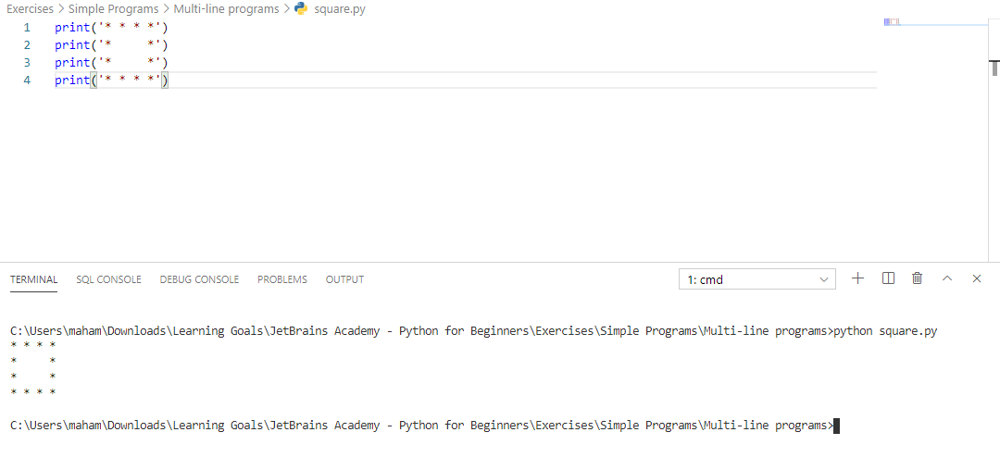 Exercises > Simple Programs > Multi-line programs > square.py
1 print('* * * *')
2 print('*     *')
3 print('*     *')
4 print('* * * *')
TERMINAL SQL CONSOLE DEBUG CONSOLE PROBLEMS OUTPUT 1: cmd
C:\Users\maham\Downloads\Learning Goals\JetBrains Academy - Python for Beginners\Exercises\Simple Programs\Multi-line programs>python square.py
* * * *
*     *
*     *
* * * *
C:\Users\maham\Downloads\Learning Goals\JetBrains Academy - Python for Beginners\Exercises\Simple Programs\Multi-line programs>